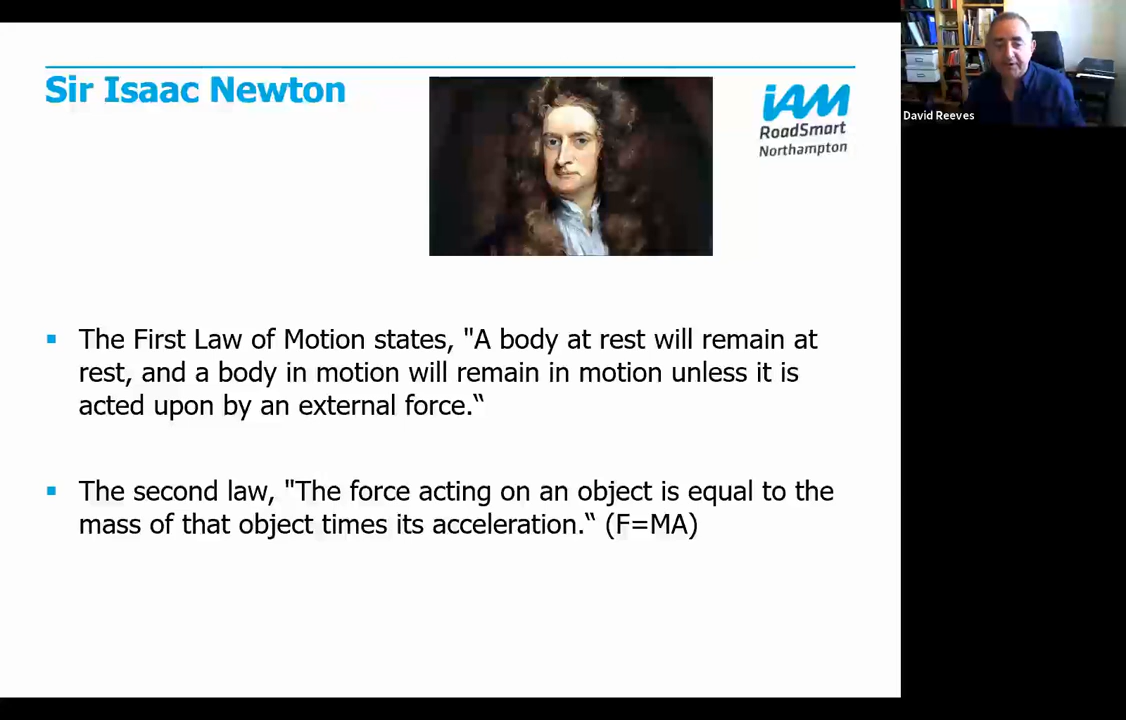 Sir Isaac Newton
iAM
RoadSmart
Northampton
David Reeves
The First Law of Motion states, "A body at rest will remain at
rest, and a body in motion will remain in motion unless it is
acted upon by an external force.“
The second law, "The force acting on an object is equal to the
mass of that object times its acceleration.“ (F=MA)